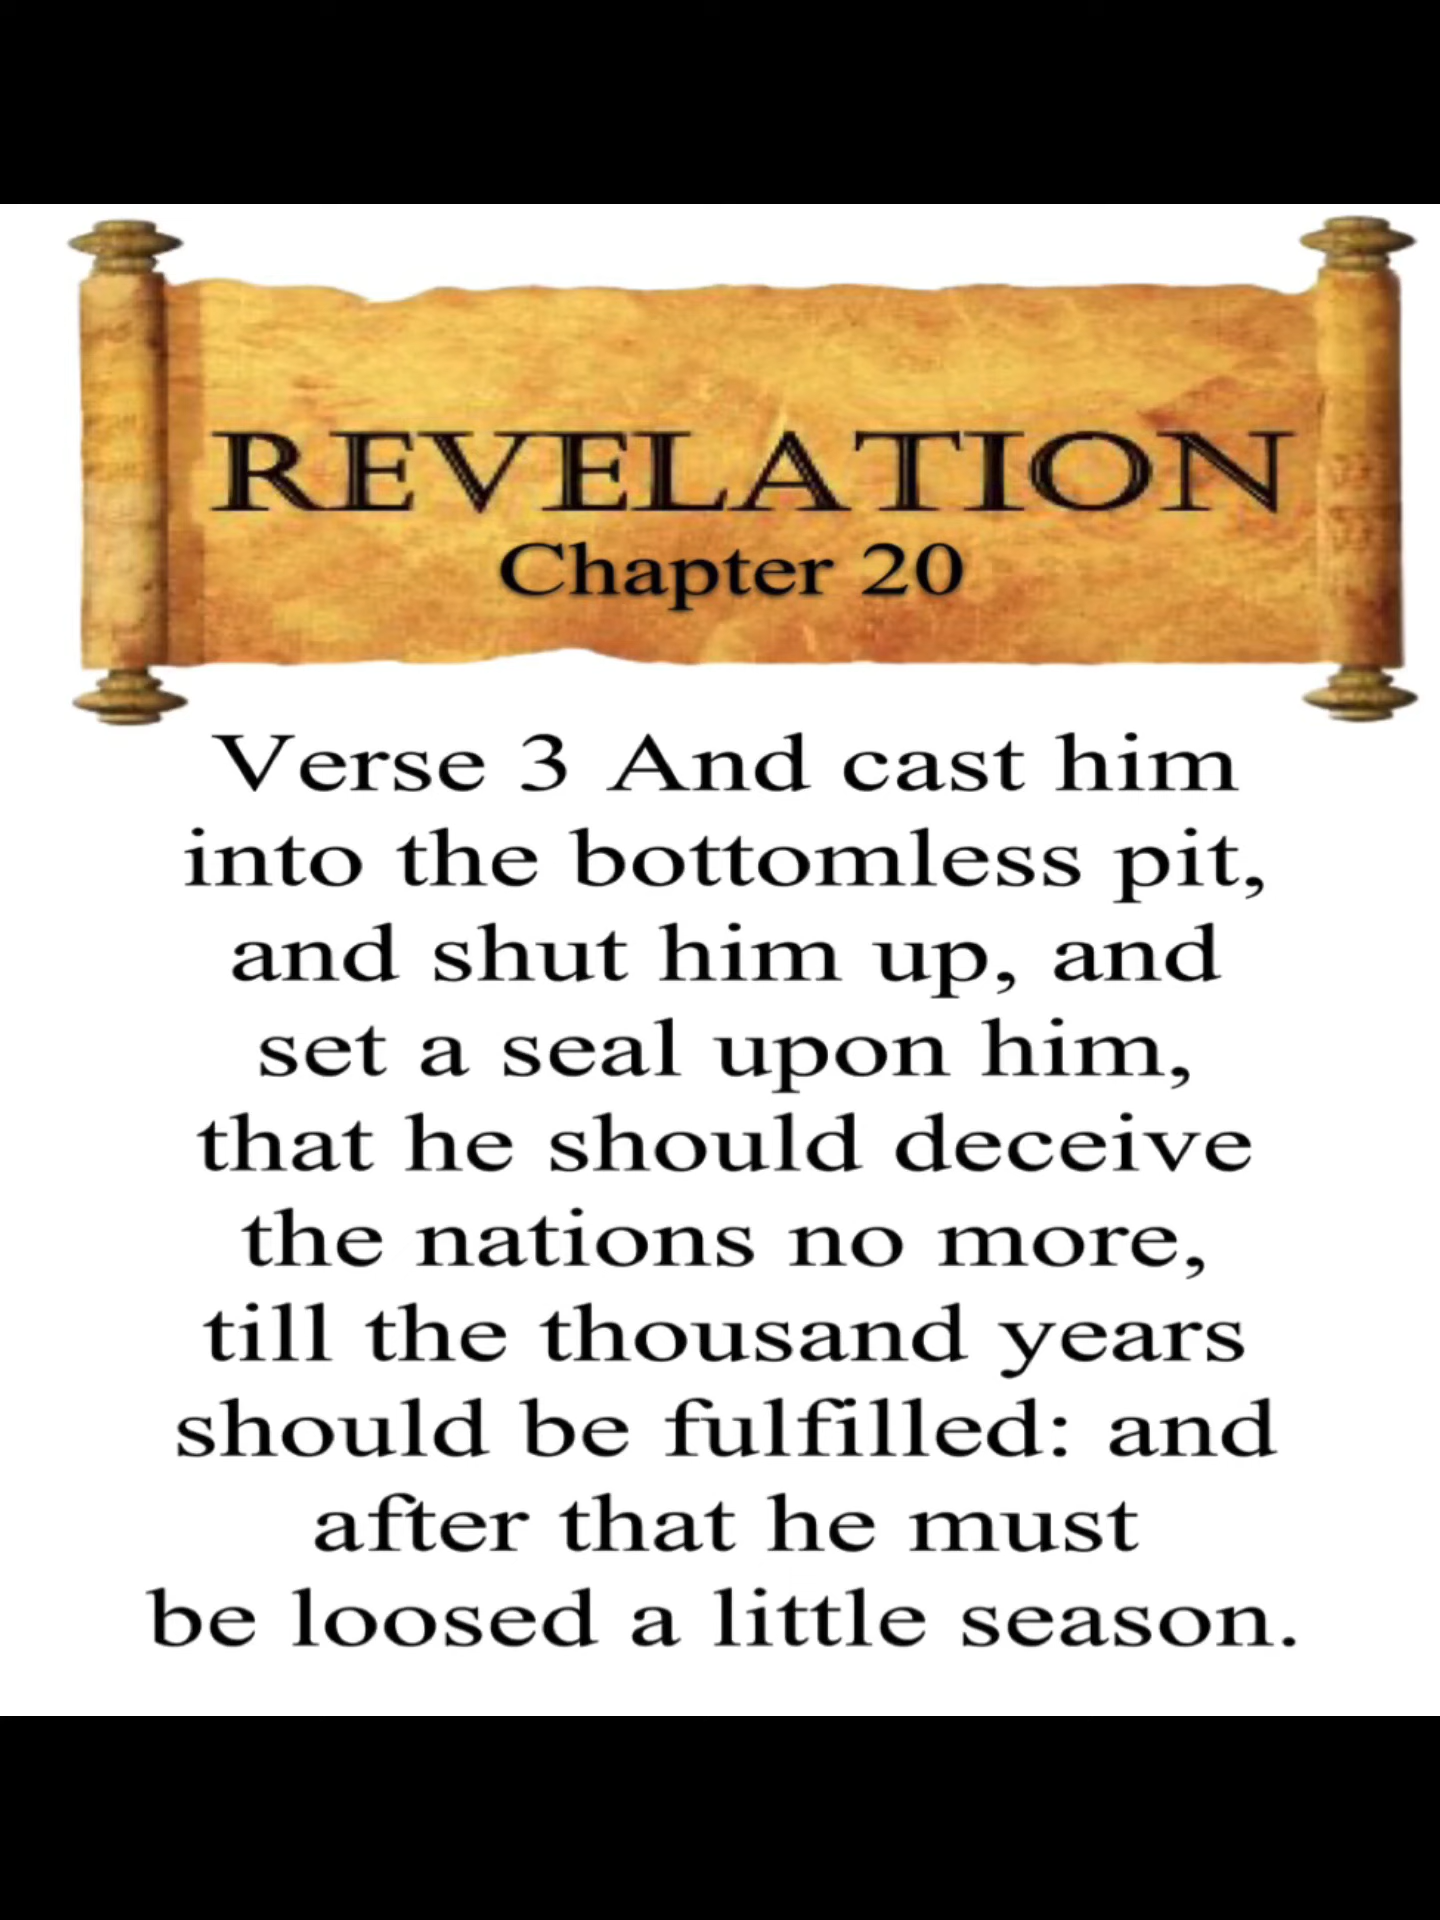 REVELATION
Chapter 20
Verse 3 And cast him
into the bottomless pit,
and shut him up, and
set a seal upon him,
that he should deceive
the nations no more,
till the thousand years
should be fulfilled: and
after that he must
be loosed a little season.